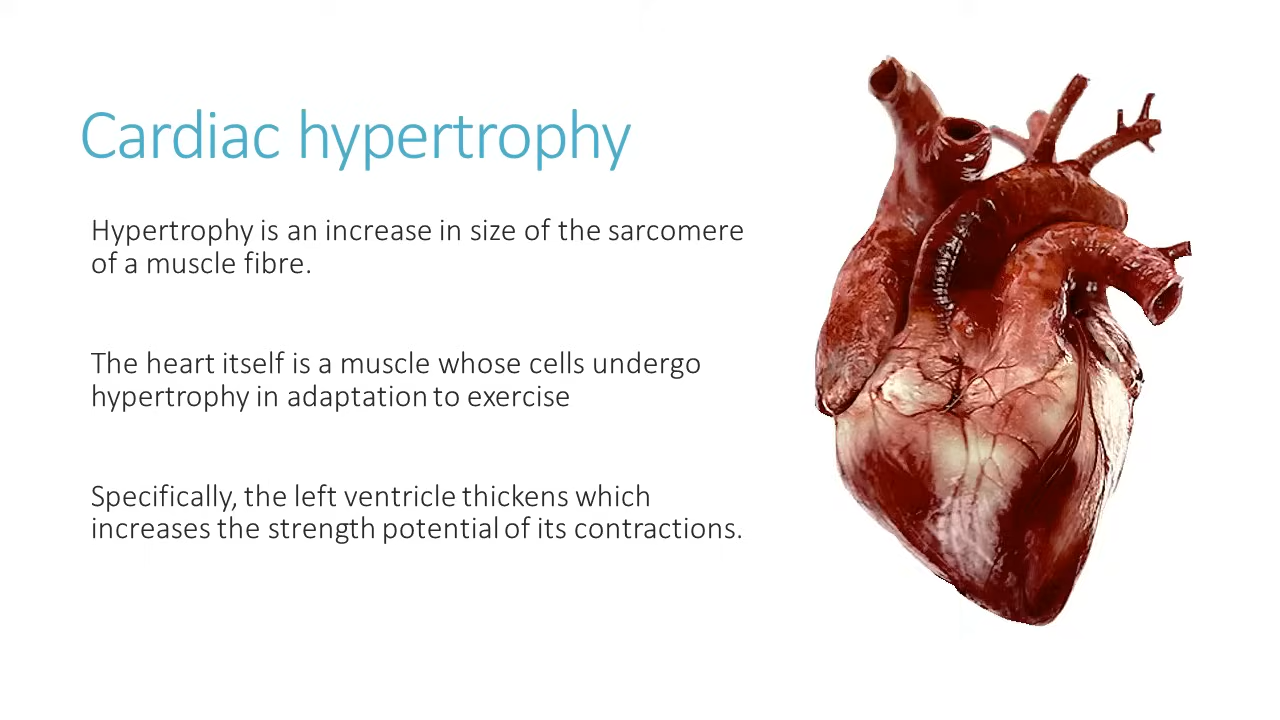 Cardiac hypertrophy
Hypertrophy is an increase in size of the sarcomere
of a muscle fibre.
The heart itself is a muscle whose cells undergo
hypertrophy in adaptation to exercise
Specifically, the left ventricle thickens which
increases the strength potential of its contractions.